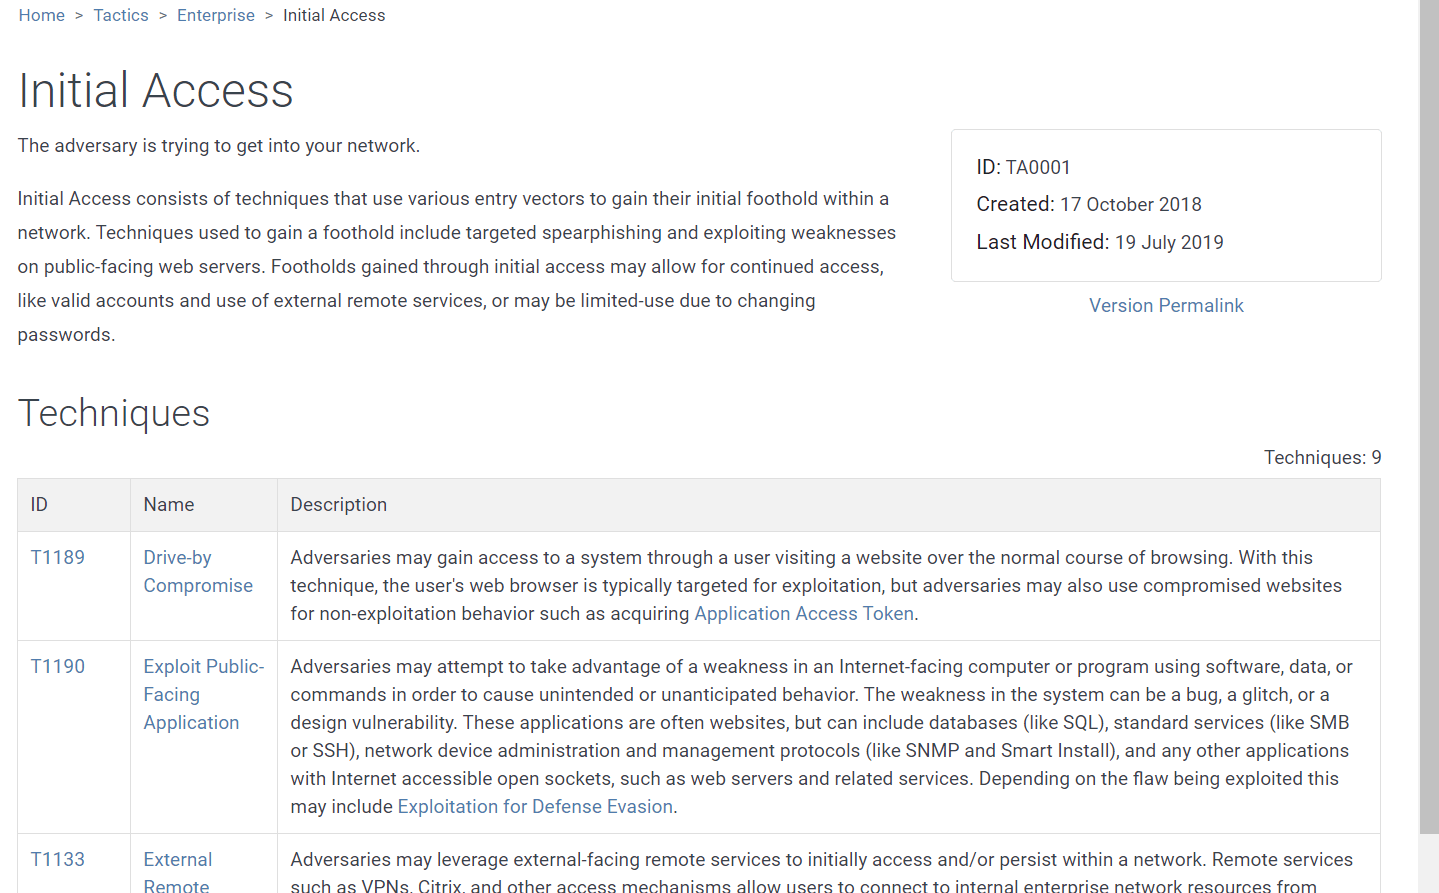 Home > Tactics > Enterprise > Initial Access
Initial Access
The adversary is trying to get into your network.
Initial Access consists of techniques that use various entry vectors to gain their initial foothold within a
network. Techniques used to gain a foothold include targeted spearphishing and exploiting weaknesses
on public-facing web servers. Footholds gained through initial access may allow for continued access,
like valid accounts and use of external remote services, or may be limited-use due to changing
passwords.
ID: TA0001
Created: 17 October 2018
Last Modified: 19 July 2019
Version Permalink
Techniques
Techniques: 9
ID Name Description
T1189
Drive-by
Compromise
Adversaries may gain access to a system through a user visiting a website over the normal course of browsing. With this
technique, the user's web browser is typically targeted for exploitation, but adversaries may also use compromised websites
for non-exploitation behavior such as acquiring Application Access Token.
T1190
Exploit Public-
Facing
Application
Adversaries may attempt to take advantage of a weakness in an Internet-facing computer or program using software, data, or
commands in order to cause unintended or unanticipated behavior. The weakness in the system can be a bug, a glitch, or a
design vulnerability. These applications are often websites, but can include databases (like SQL), standard services (like SMB
or SSH), network device administration and management protocols (like SNMP and Smart Install), and any other applications
with Internet accessible open sockets, such as web servers and related services. Depending on the flaw being exploited this
may include Exploitation for Defense Evasion.
T1133
External
Remote
Adversaries may leverage external-facing remote services to initially access and/or persist within a network. Remote services
such as VPNs, Citrix, and other access mechanisms allow users to connect to internal enterprise network resources from